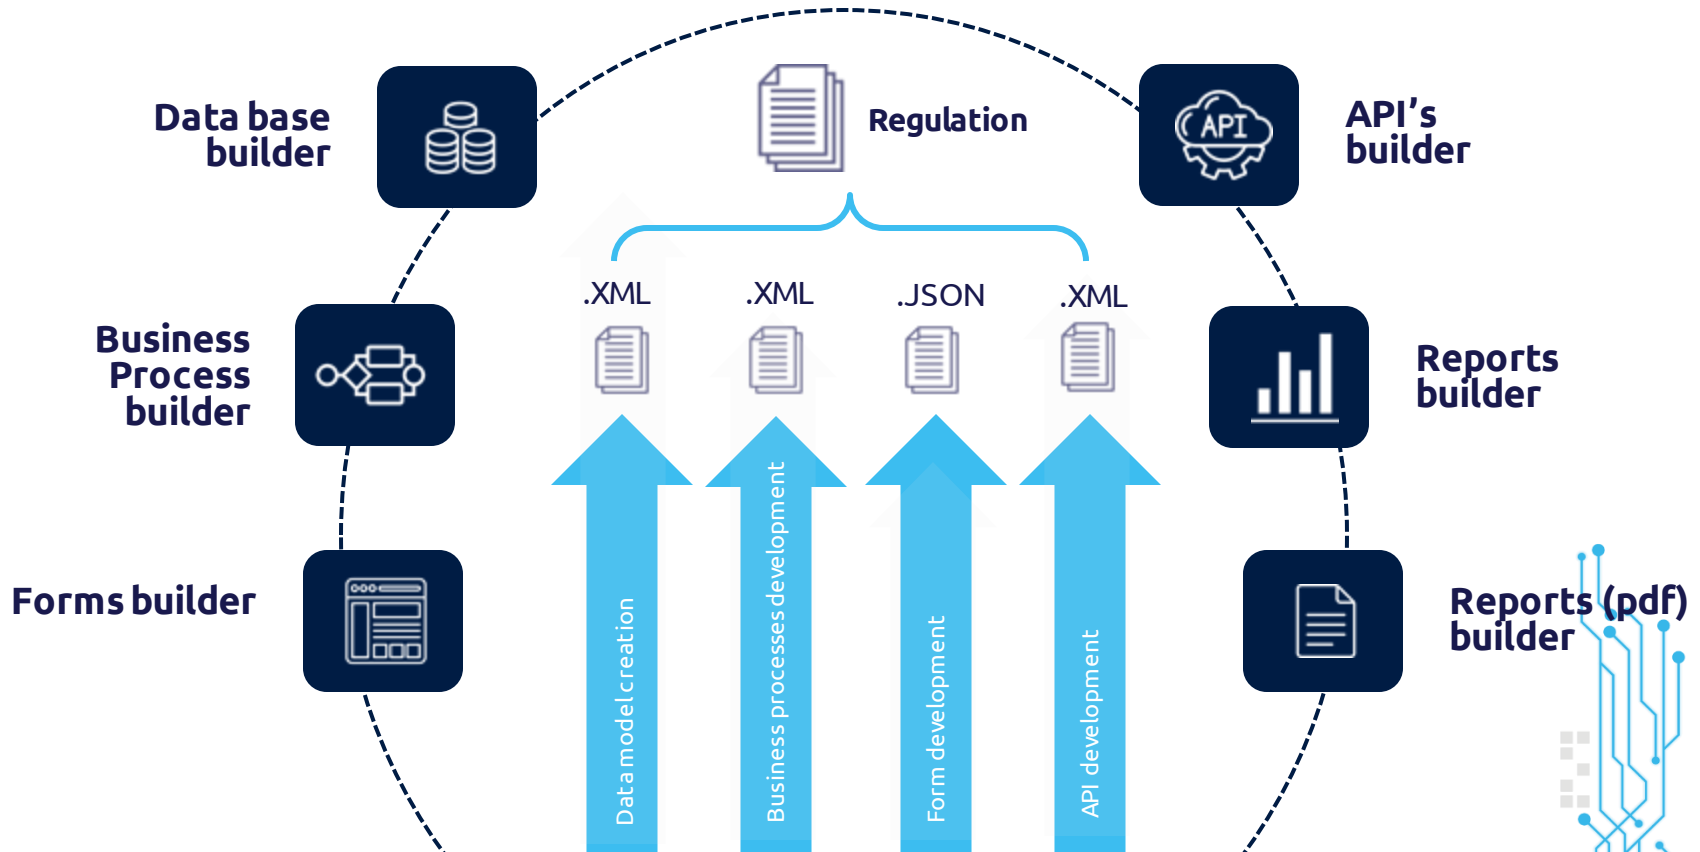 Data base
builder
Regulation
API's
builder
.XML
.XML
.JSON
.XML
API
Business
Process
builder
Reports
builder
Forms builder
Reports (pdf)
builder
Data model creation
Business processes development
Form development
API development